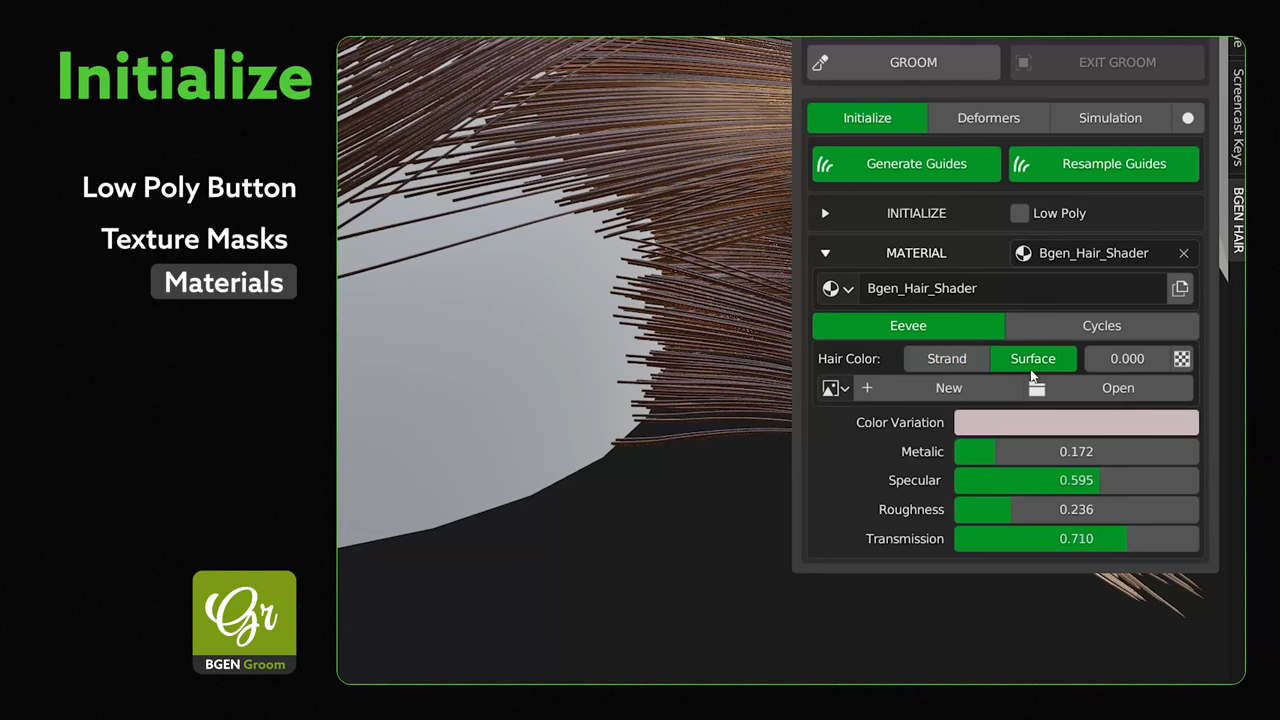 Initialize
Low Poly Button
Texture Masks
Materials
Gr
BGEN Groom
GROOM
EXIT GROOM
Initialize
Deformers
Simulation
Generate Guides
Resample Guides
INITIALIZE
Low Poly
MATERIAL
Bgen_Hair_Shader
Bgen_Hair_Shader
Eevee
Cycles
Hair Color:
Strand
Surface
0.000
New
Open
Color Variation
Metalic
0.172
Specular
0.595
Roughness
0.236
Transmission
0.710
Screencast Keys
BGEN HAIR